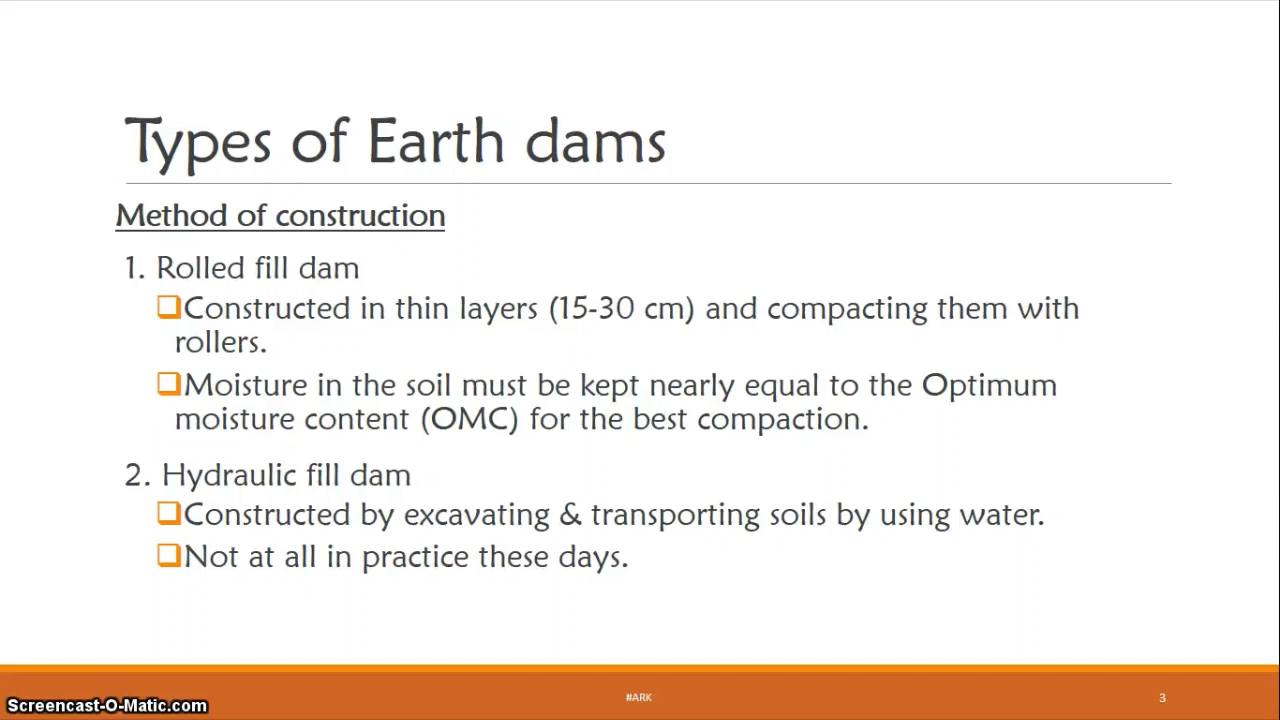 Types of Earth dams
Method of construction
1. Rolled fill dam
Constructed in thin layers (15-30 cm) and compacting them with
rollers.
Moisture in the soil must be kept nearly equal to the Optimum
moisture content (OMC) for the best compaction.
2. Hydraulic fill dam
Constructed by excavating & transporting soils by using water.
Not at all in practice these days.
Screencast-O-Matic.com
#ARK
3